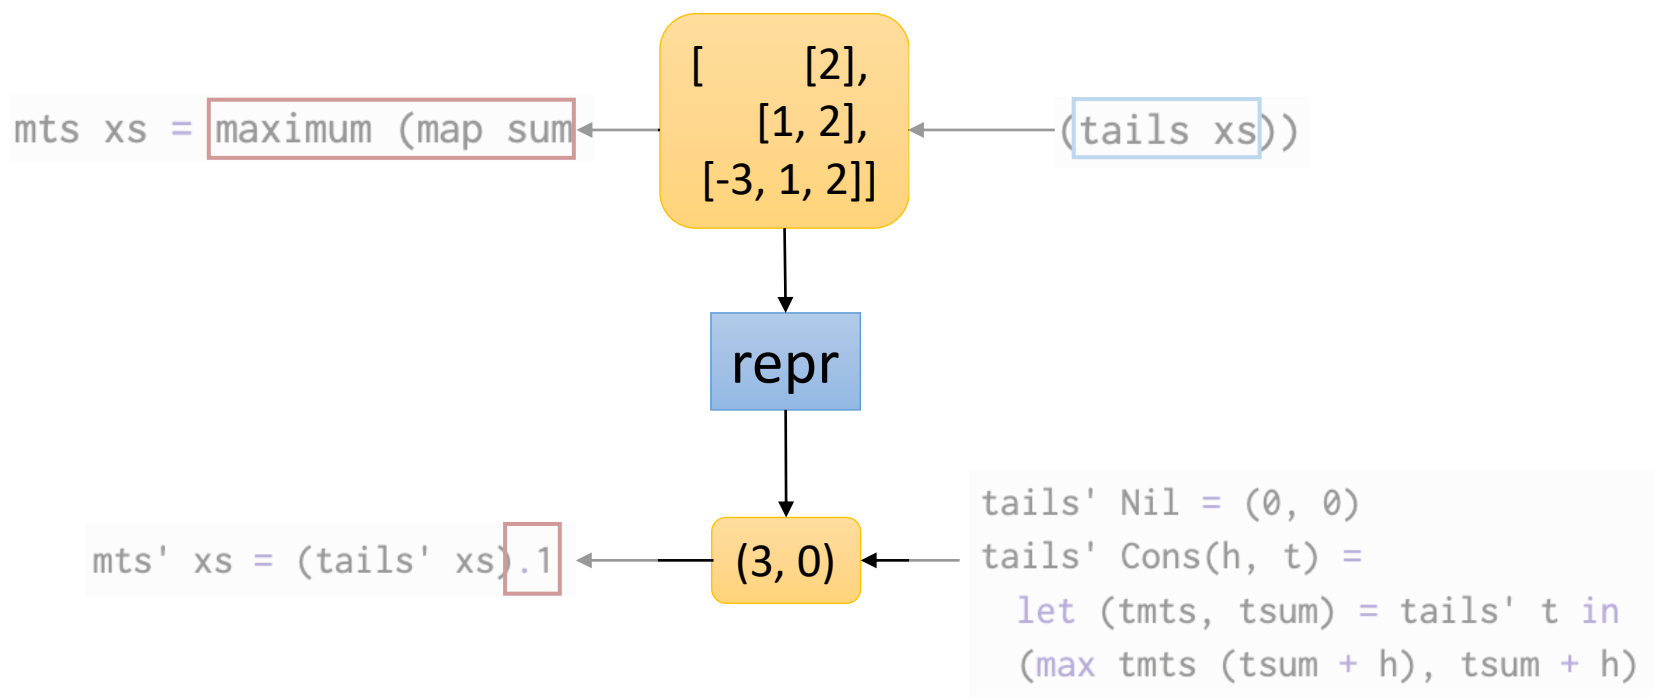 [ [2],
[1, 2],
[-3, 1, 2]]
mts xs = maximum (map sum
(tails xs))
repr
mts' xs = (tails' xs).1
(3, 0)
tails' Nil = (0, 0)
tails' Cons(h, t) =
let (tmts, tsum) = tails' t in
(max tmts (tsum + h), tsum + h)